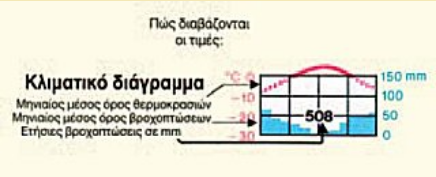 Πώς διαβάζονται
οι τιμές:
Κλιματικό διάγραμμα
Μηνιαίος μέσος όρος θερμοκρασιών
Μηνιαίος μέσος όρος βροχοπτώσεων
Ετήσιες βροχοπτώσεις σε mm
°C 0
-10
-20
-30
508
150 mm
100
50
0